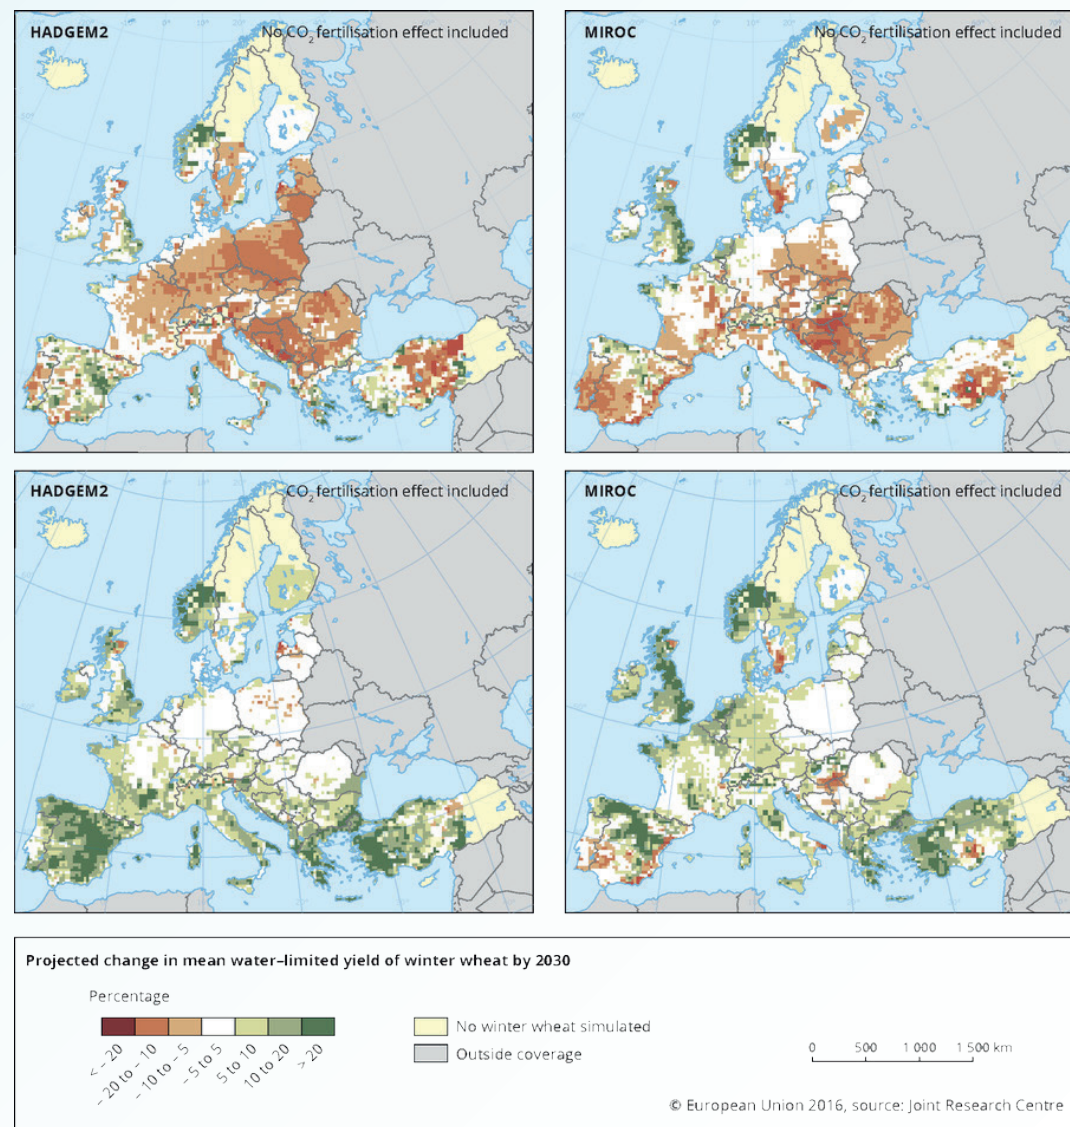 HADGEM2
No CO2 fertilisation effect included
MIROC
No CO2 fertilisation effect included
HADGEM2
CO2 fertilisation effect included
MIROC
CO2 fertilisation effect included
Projected change in mean water–limited yield of winter wheat by 2030
Percentage
< – 20
– 20 to – 10
– 10 to – 5
– 5 to 5
5 to 10
10 to 20
> 20
No winter wheat simulated
Outside coverage
0 500 1 000 1 500 km
© European Union 2016, source: Joint Research Centre